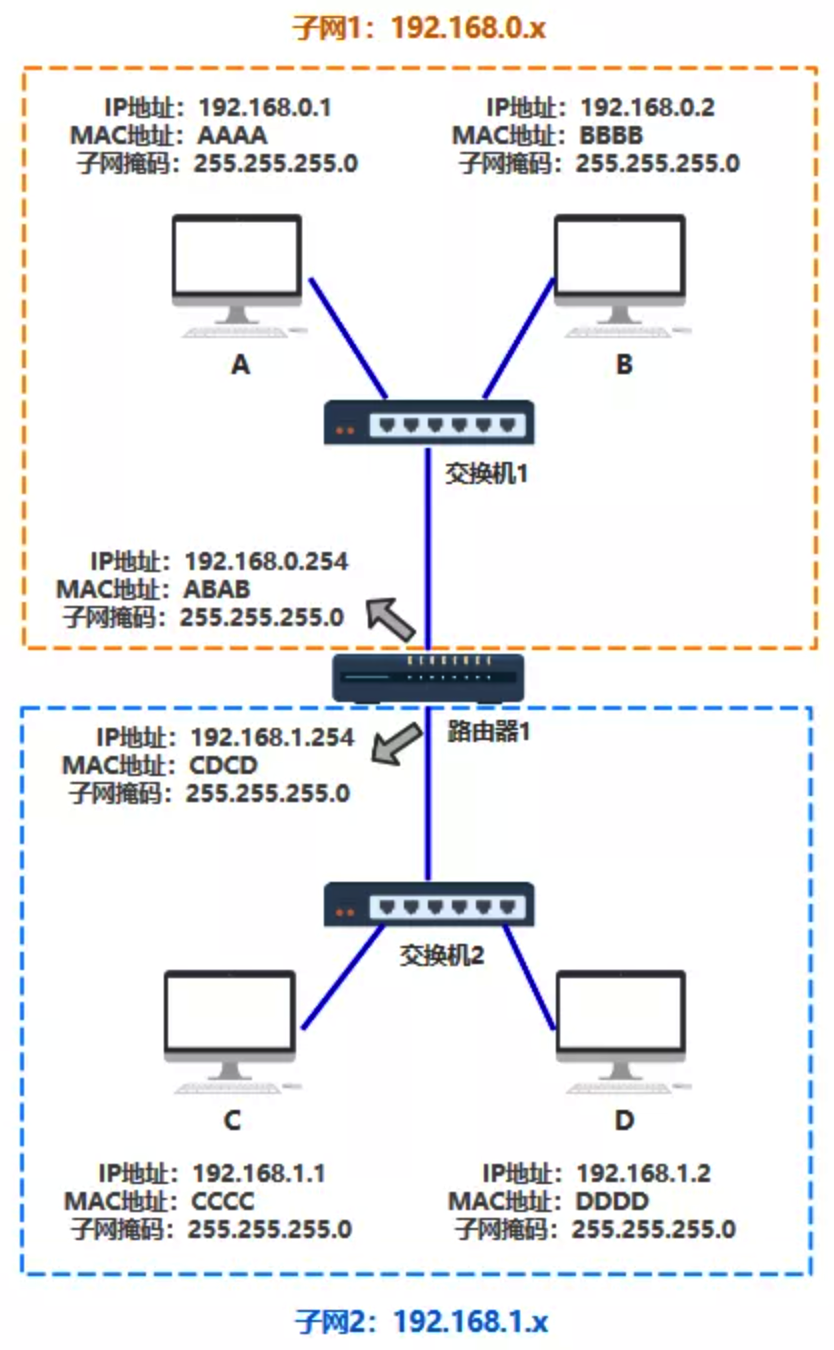 子网1：192.168.0.x
IP地址：192.168.0.1
MAC地址：AAAA
子网掩码：255.255.255.0
IP地址：192.168.0.2
MAC地址：BBBB
子网掩码：255.255.255.0
A
B
交换机1
IP地址：192.168.0.254
MAC地址：ABAB
子网掩码：255.255.255.0
路由器1
IP地址：192.168.1.254
MAC地址：CDCD
子网掩码：255.255.255.0
交换机2
C
D
IP地址：192.168.1.1
MAC地址：CCCC
子网掩码：255.255.255.0
IP地址：192.168.1.2
MAC地址：DDDD
子网掩码：255.255.255.0
子网2：192.168.1.x